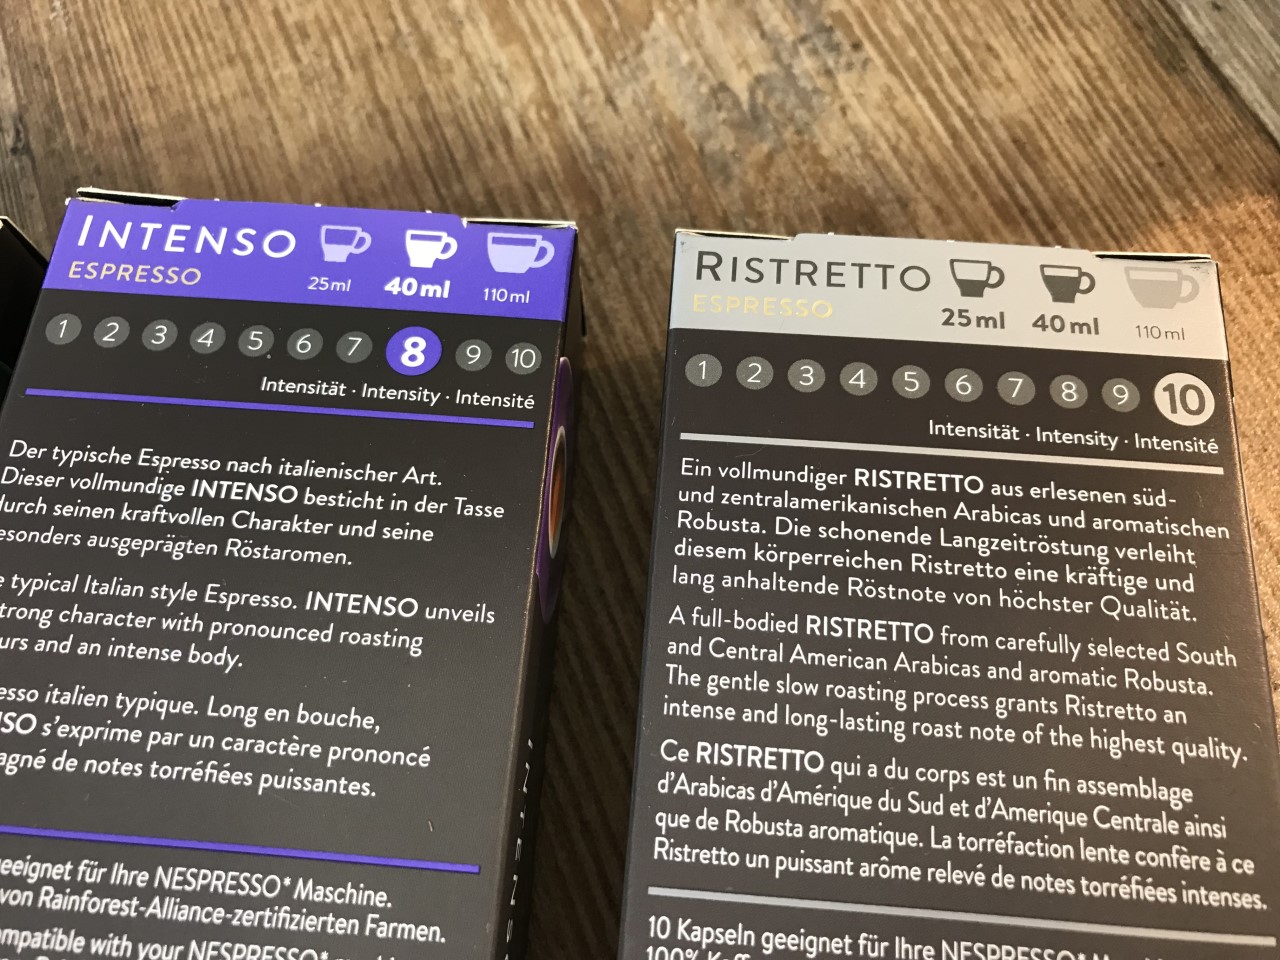 INTENSO
ESPRESSO
25ml 40ml 110ml
1 2 3 4 5 6 7 8 9 10
Intensität · Intensity · Intensité
Der typische Espresso nach italienischer Art.
Dieser vollmundige INTENSO besticht in der Tasse
durch seinen kraftvollen Charakter und seine
esonders ausgeprägten Röstaromen.
typical Italian style Espresso. INTENSO unveils
trong character with pronounced roasting
urs and an intense body.
esso italien typique. Long en bouche,
NSO s'exprime par un caractère prononcé
agné de notes torréfiées puissantes.
geeignet für Ihre NESPRESSO* Maschine.
von Rainforest-Alliance-zertifizierten Farmen.
ompatible with your NESPRESSO*
INTENS
RISTRETTO
ESPRESSO
25ml 40ml 110ml
1 2 3 4 5 6 7 8 9 10
Intensität · Intensity · Intensité
Ein vollmundiger RISTRETTO aus erlesenen süd-
und zentralamerikanischen Arabicas und aromatischen
Robusta. Die schonende Langzeitröstung verleiht
diesem körperreichen Ristretto eine kräftige und
lang anhaltende Röstnote von höchster Qualität.
A full-bodied RISTRETTO from carefully selected South
and Central American Arabicas and aromatic Robusta.
The gentle slow roasting process grants Ristretto an
intense and long-lasting roast note of the highest quality.
Ce RISTRETTO qui a du corps est un fin assemblage
d'Arabicas d'Amérique du Sud et d'Amerique Centrale ainsi
que de Robusta aromatique. La torréfaction lente confère à ce
Ristretto un puissant arôme relevé de notes torréfiées intenses.
10 Kapseln geeignet für Ihre NESPRESSO*
100%